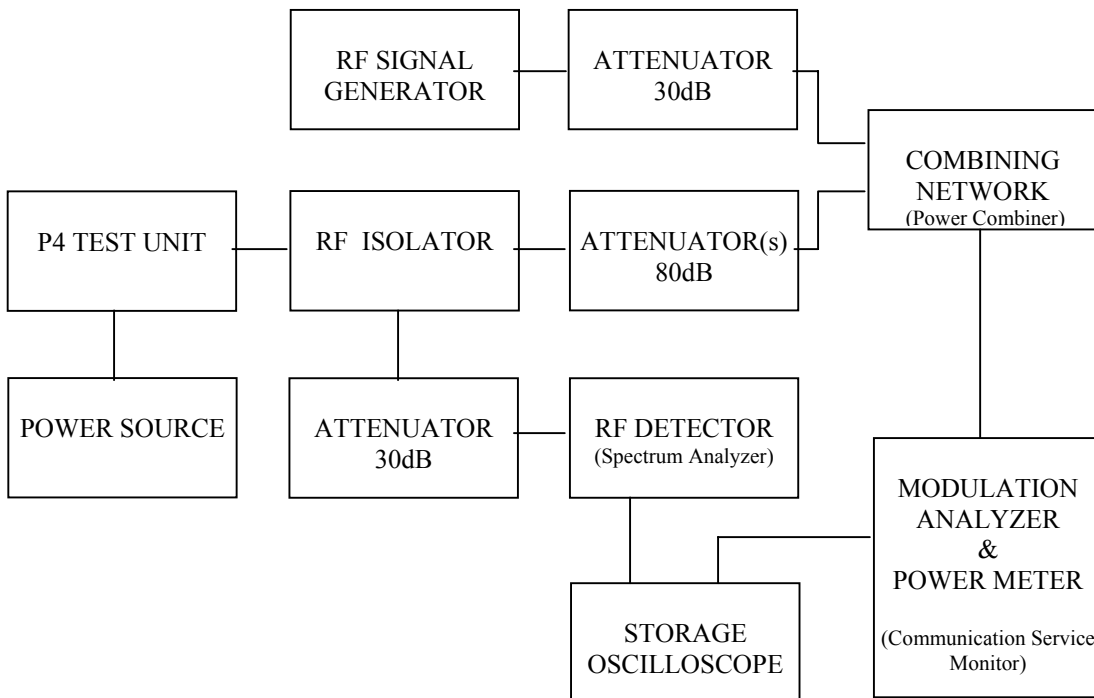 RF SIGNAL
GENERATOR
ATTENUATOR
30dB
COMBINING
NETWORK
(Power Combiner)
P4 TEST UNIT
RF ISOLATOR
ATTENUATOR(s)
80dB
POWER SOURCE
ATTENUATOR
30dB
RF DETECTOR
(Spectrum Analyzer)
MODULATION
ANALYZER
&
POWER METER
(Communication Service
Monitor)
STORAGE
OSCILLOSCOPE